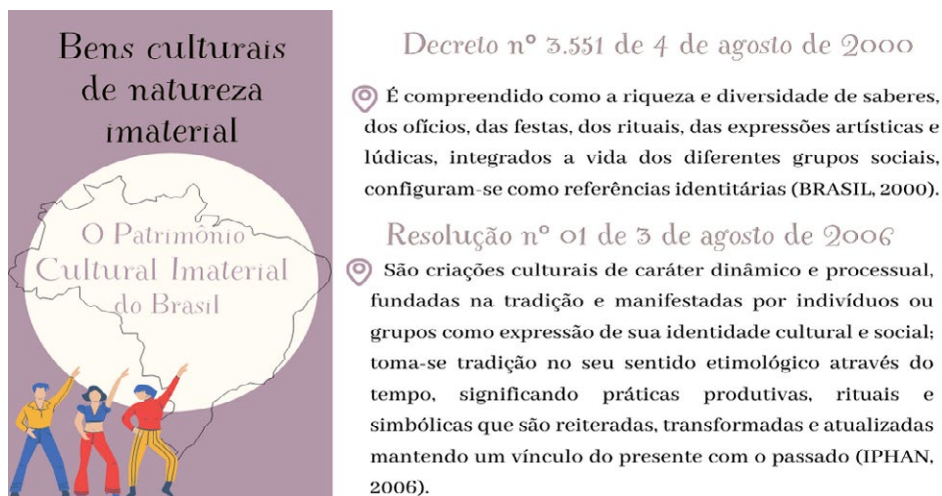 Bens culturais
de natureza
imaterial
O Patrimônio
Cultural Imaterial
do Brasil
Decreto nº 3.551 de 4 de agosto de 2000
É compreendido como a riqueza e diversidade de saberes,
dos ofícios, das festas, dos rituais, das expressões artísticas e
lúdicas, integrados a vida dos diferentes grupos sociais,
configuram-se como referências identitárias (BRASIL, 2000).
Resolução nº 01 de 3 de agosto de 2006
São criações culturais de caráter dinâmico e processual,
fundadas na tradição e manifestadas por indivíduos ou
grupos como expressão de sua identidade cultural e social;
toma-se tradição no seu sentido etimológico através do
tempo, significando práticas produtivas, rituais e
simbólicas que são reiteradas, transformadas e atualizadas
mantendo um vínculo do presente com o passado (IPHAN,
2006).